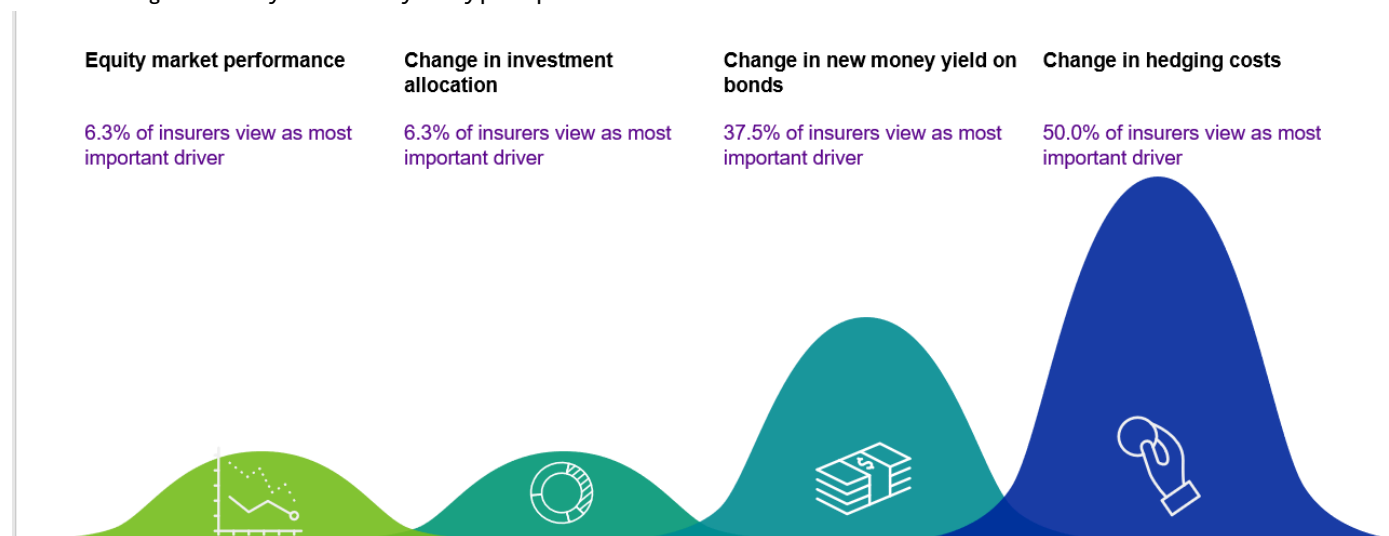 Equity market performance
6.3% of insurers view as most
important driver
Change in investment
allocation
6.3% of insurers view as most
important driver
Change in new money yield on
bonds
37.5% of insurers view as most
important driver
Change in hedging costs
50.0% of insurers view as most
important driver
$